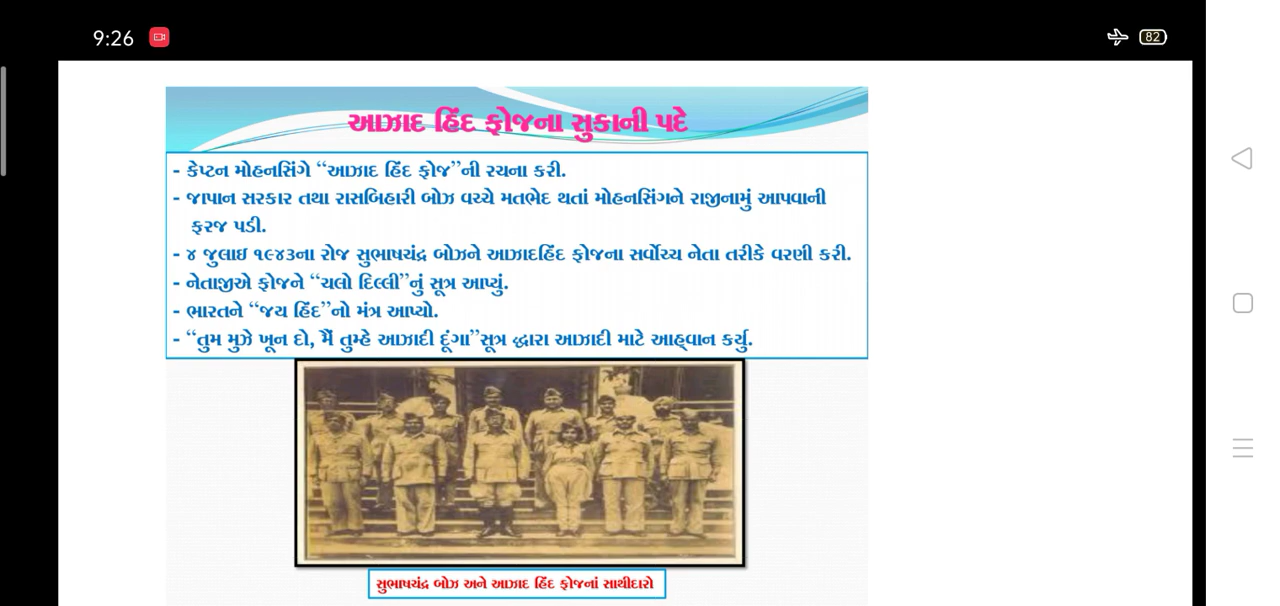 9:26
82
આઝાદ હિંદ ફોજના સુકાની પદે
- કેપ્ટન મોહનસિંગે “આઝાદ હિંદ ફોજ”ની રચના કરી.
- જાપાન સરકાર તથા રાસબિહારી બોઝ વચ્ચે મતભેદ થતાં મોહનસિંગને રાજીનામું આપવાની
ફરજ પડી.
- ૪ જુલાઇ ૧૯૪૩ના રોજ સુભાષચંદ્ર બોઝને આઝાદહિંદ ફોજના સર્વોચ્ચ નેતા તરીકે વરણી કરી.
- નેતાજીએ ફોજને “ચલો દિલ્લી”નું સૂત્ર આપ્યું.
- ભારતને “જય હિંદ”નો મંત્ર આપ્યો.
- “તુમ મુઝે ખૂન દો, મૈં તુમ્હે આઝાદી દૂંગા”સૂત્ર દ્વારા આઝાદી માટે આહ્‌વાન કર્યુ.
સુભાષચંદ્ર બોઝ અને આઝાદ હિંદ ફોજનાં સાથીદારો